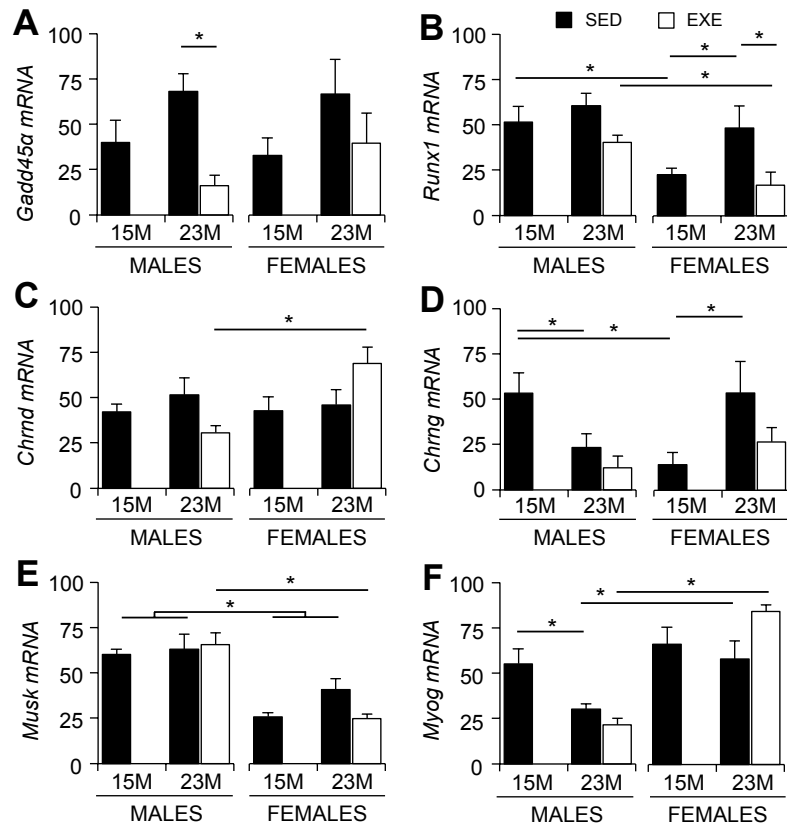 A
*
Gadd45α mRNA
100
75
50
25
0
15M 23M 15M 23M
MALES FEMALES
B
SED EXE
* *
* *
Runx1 mRNA
100
75
50
25
0
15M 23M 15M 23M
MALES FEMALES
C
*
Chrnd mRNA
100
75
50
25
0
15M 23M 15M 23M
MALES FEMALES
D
* * *
Chrng mRNA
100
75
50
25
0
15M 23M 15M 23M
MALES FEMALES
E
*
*
Musk mRNA
100
75
50
25
0
15M 23M 15M 23M
MALES FEMALES
F
*
*
*
Myog mRNA
100
75
50
25
0
15M 23M 15M 23M
MALES FEMALES